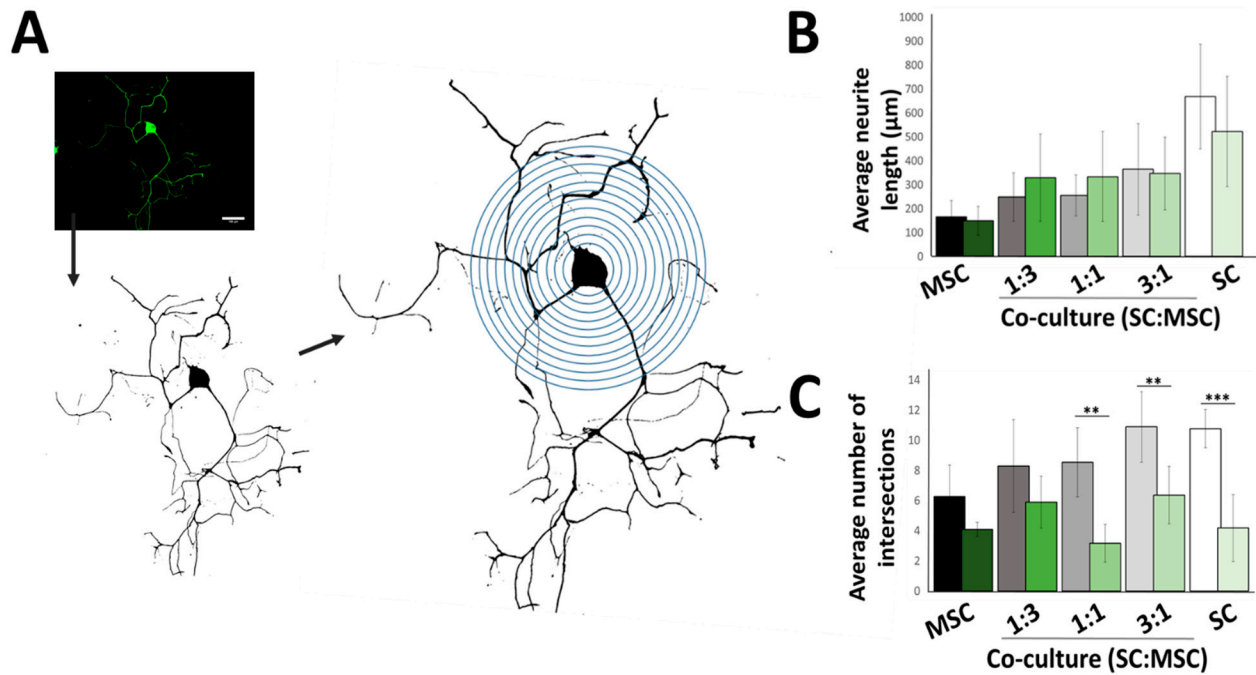 A
B
Average neurite
length (µm)
1000
900
800
700
600
500
400
300
200
100
0
MSC
1:3
1:1
3:1
SC
Co-culture (SC:MSC)
C
Average number of
intersections
14
12
10
8
6
4
2
0
**
**
***
MSC
1:3
1:1
3:1
SC
Co-culture (SC:MSC)